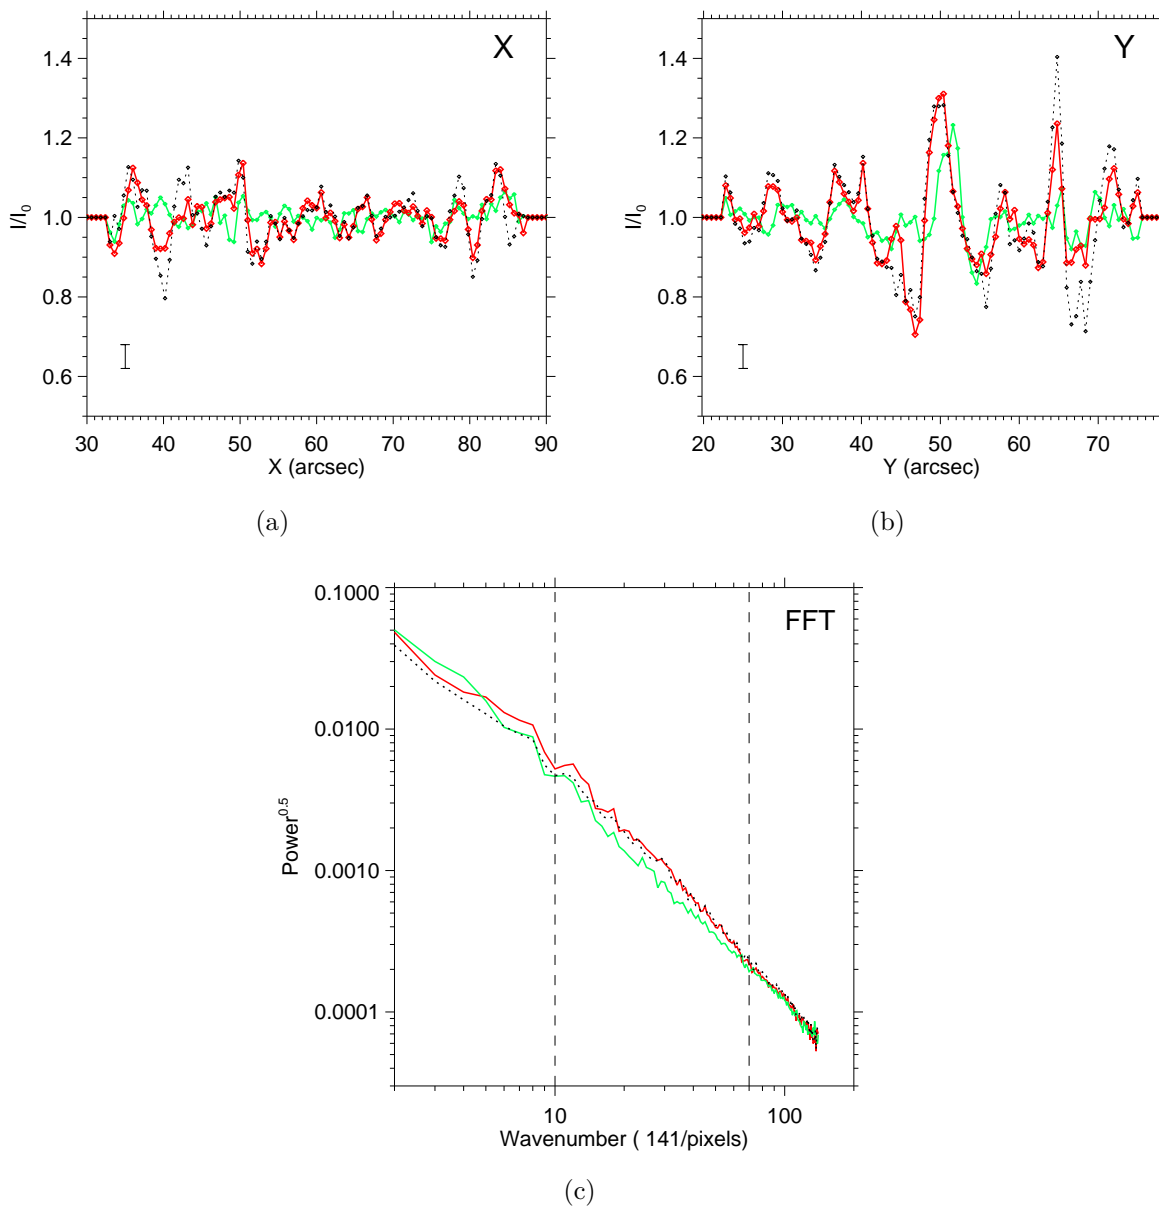 X
I/I0
1.4
1.2
1.0
0.8
0.6
30 40 50 60 70 80 90
X (arcsec)
(a)
Y
I/I0
1.4
1.2
1.0
0.8
0.6
20 30 40 50 60 70
Y (arcsec)
(b)
FFT
Power0.5
0.1000
0.0100
0.0010
0.0001
10 100
Wavenumber ( 141/pixels)
(c)